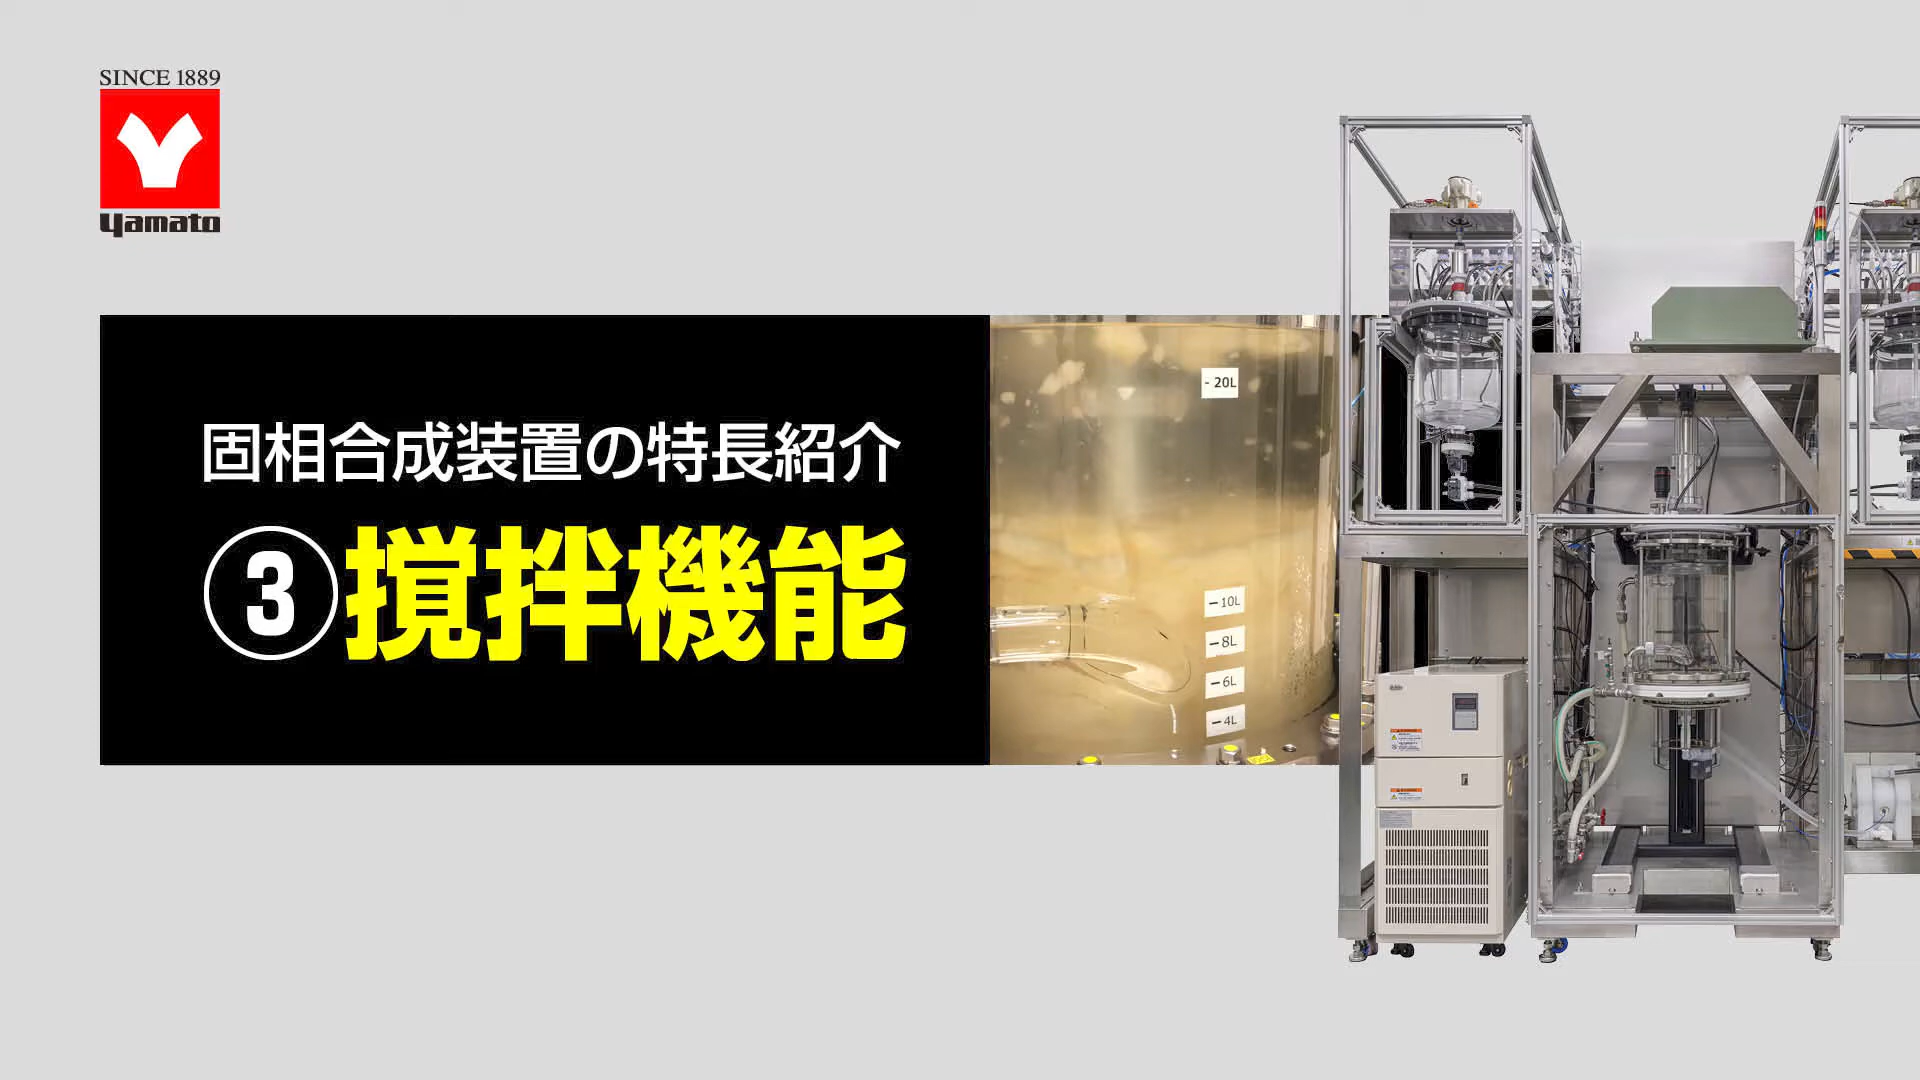 SINCE 1889
yamato
固相合成装置の特長紹介
③撹拌機能
- 20L
- 10L
- 8L
- 6L
- 4L